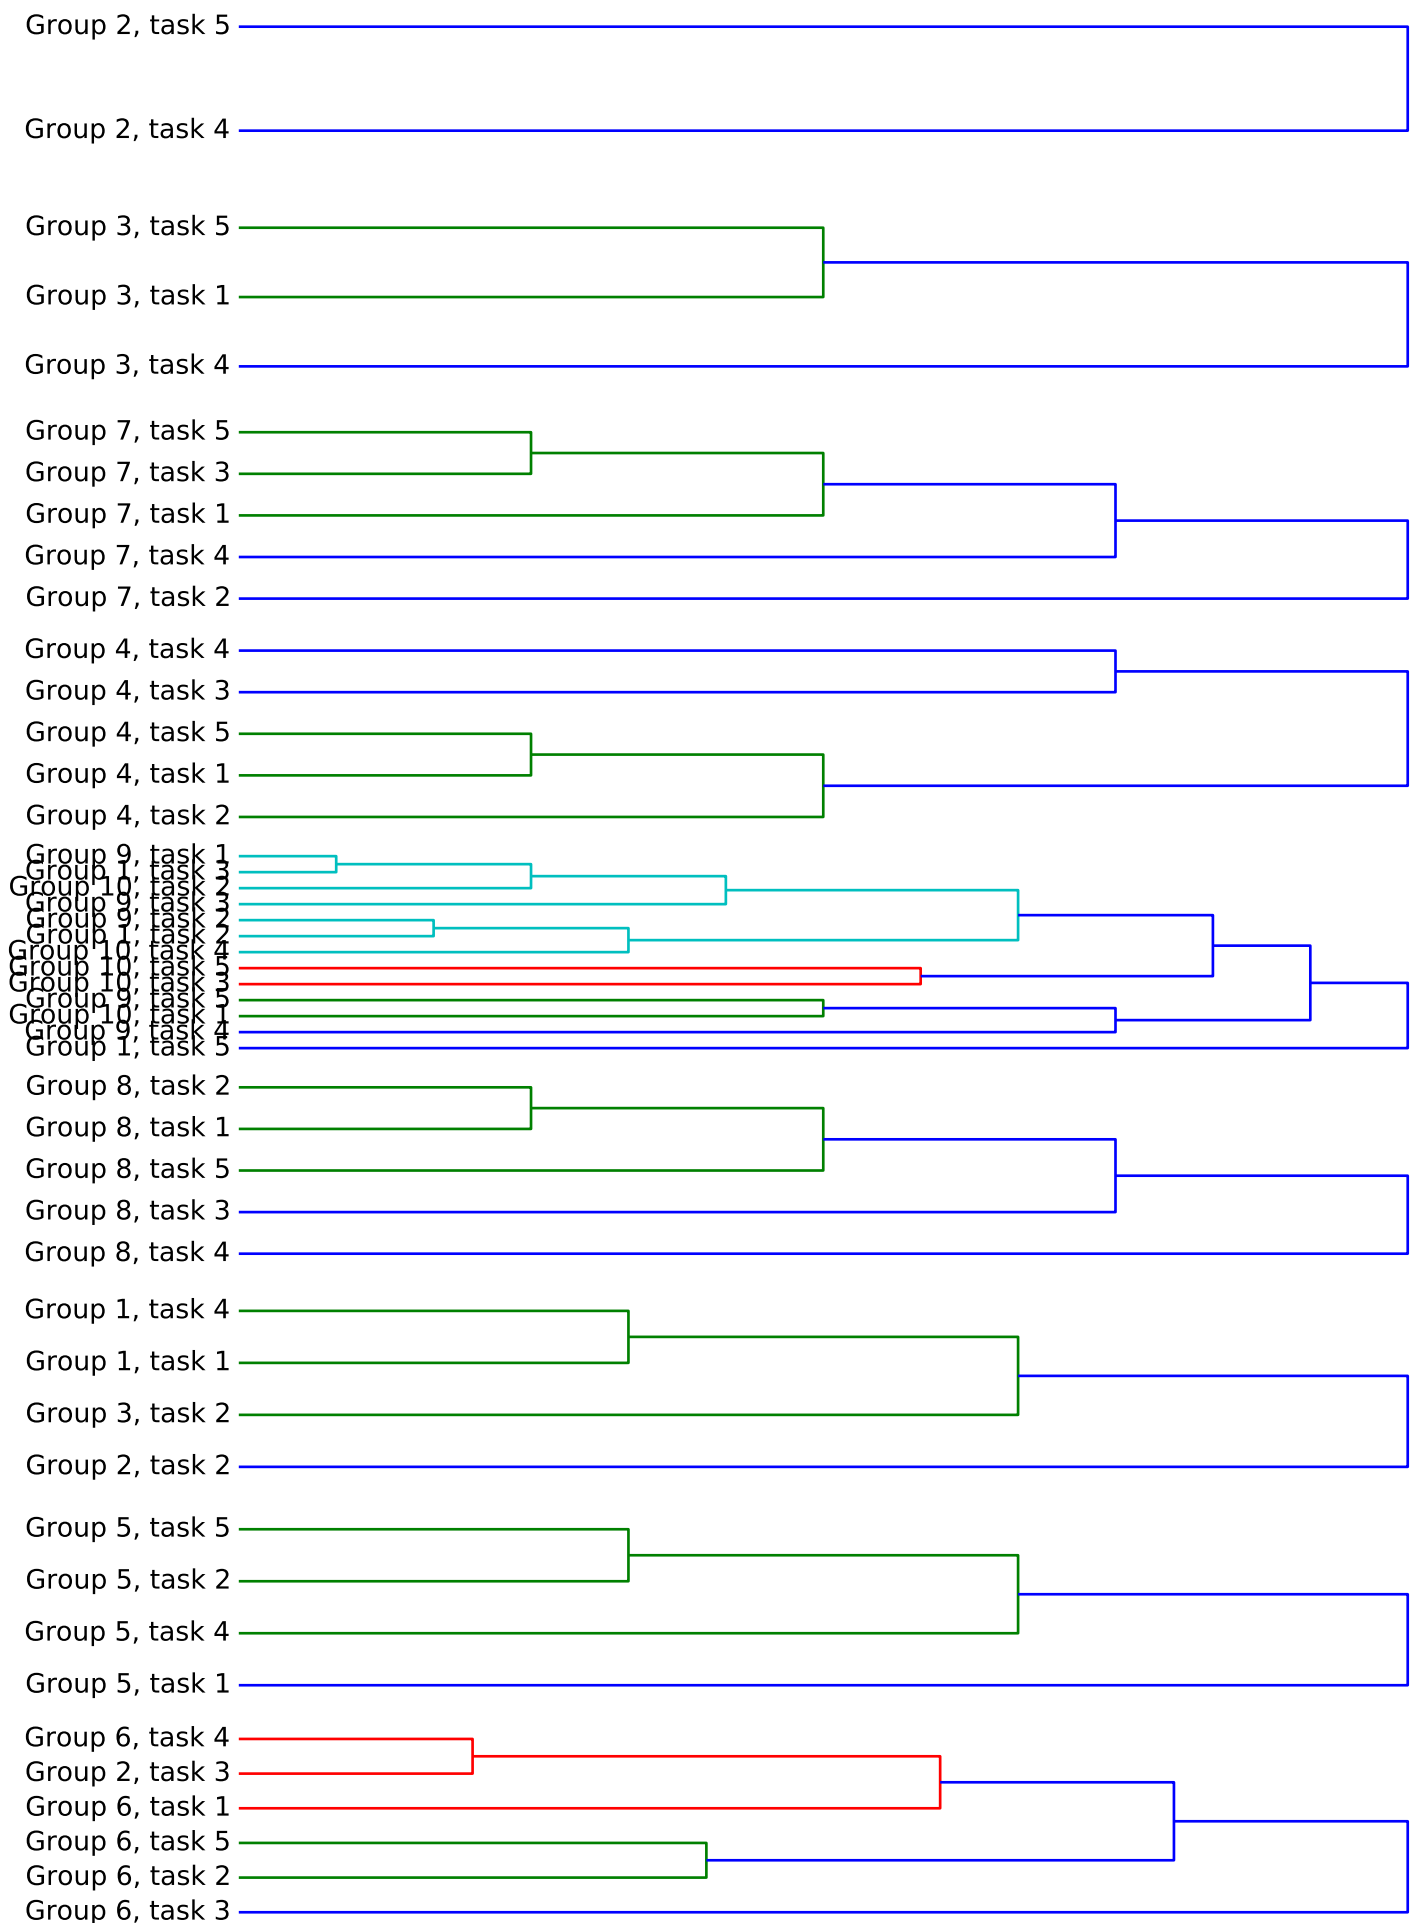 Group 2, task 5
Group 2, task 4
Group 3, task 5
Group 3, task 1
Group 3, task 4
Group 7, task 5
Group 7, task 3
Group 7, task 1
Group 7, task 4
Group 7, task 2
Group 4, task 4
Group 4, task 3
Group 4, task 5
Group 4, task 1
Group 4, task 2
Group 9, task 1
Group 1, task 3
Group 10, task 2
Group 9, task 3
Group 9, task 2
Group 1, task 2
Group 10, task 4
Group 10, task 5
Group 10, task 3
Group 9, task 5
Group 10, task 1
Group 9, task 4
Group 1, task 5
Group 8, task 2
Group 8, task 1
Group 8, task 5
Group 8, task 3
Group 8, task 4
Group 1, task 4
Group 1, task 1
Group 3, task 2
Group 2, task 2
Group 5, task 5
Group 5, task 2
Group 5, task 4
Group 5, task 1
Group 6, task 4
Group 2, task 3
Group 6, task 1
Group 6, task 5
Group 6, task 2
Group 6, task 3